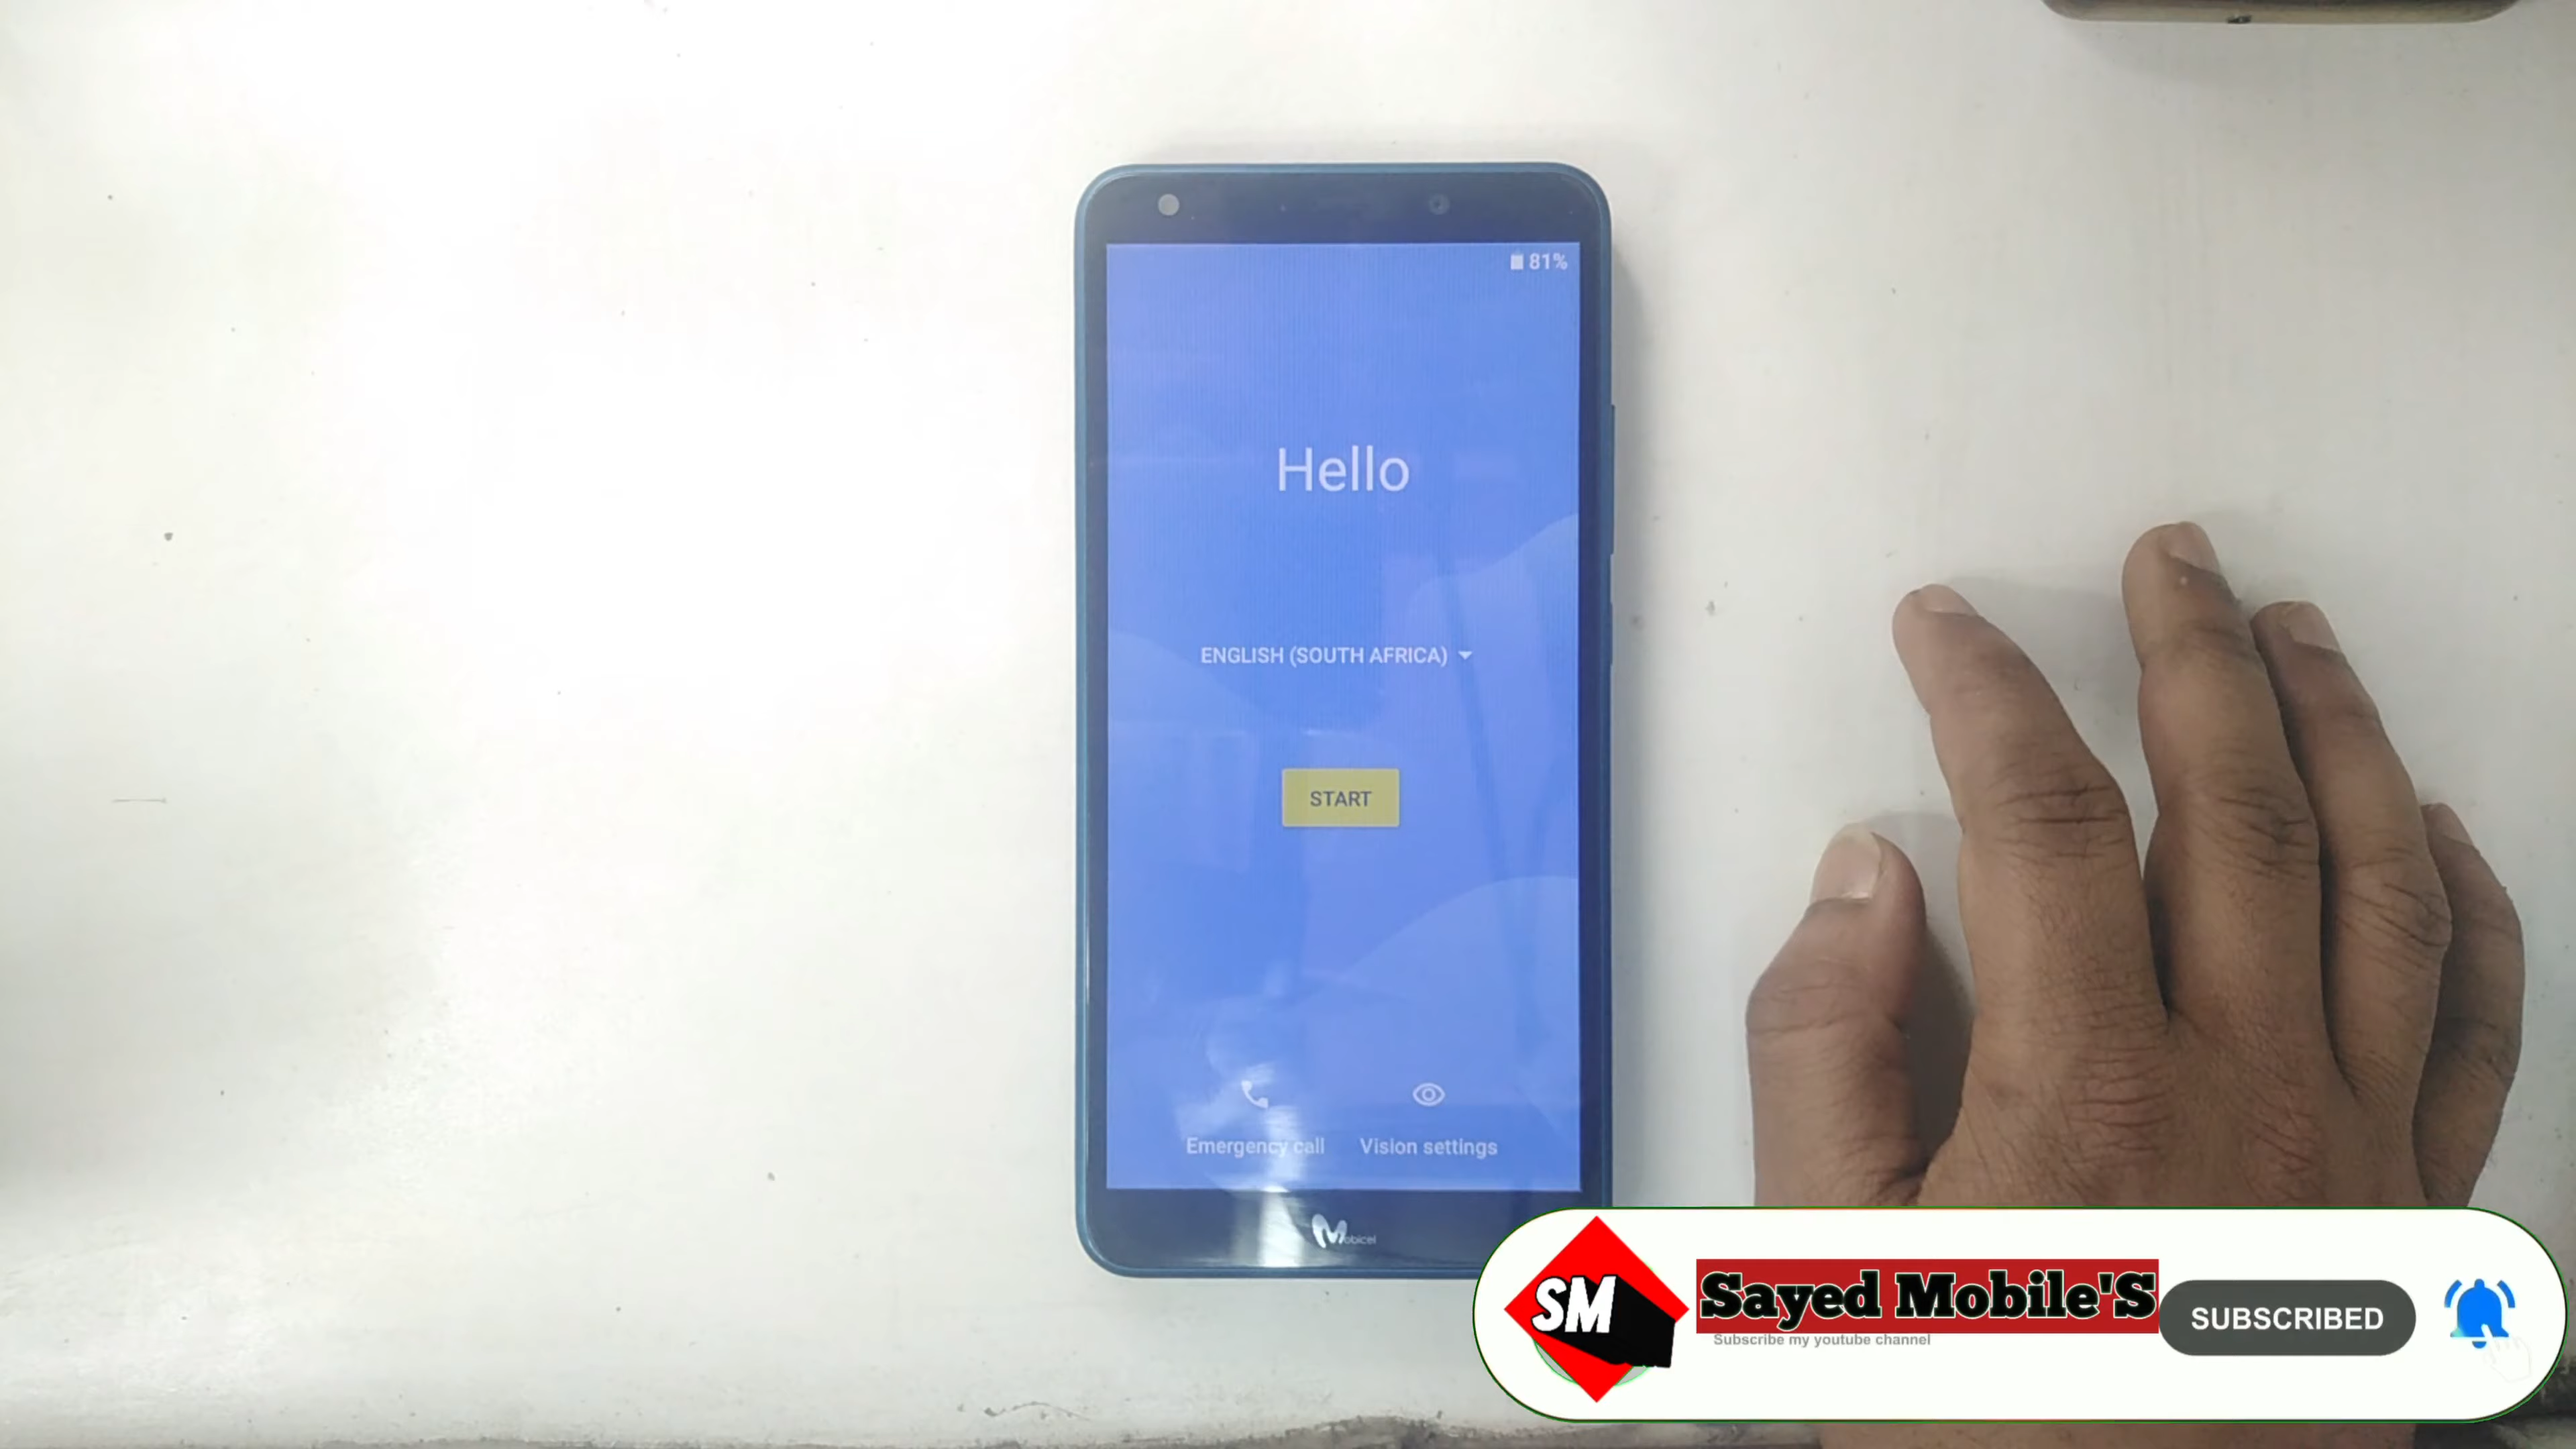 81%
Hello
ENGLISH (SOUTH AFRICA)
START
Emergency call
Vision settings
Mobicel
SM
Sayed Mobile'S
Subscribe my youtube channel
SUBSCRIBED